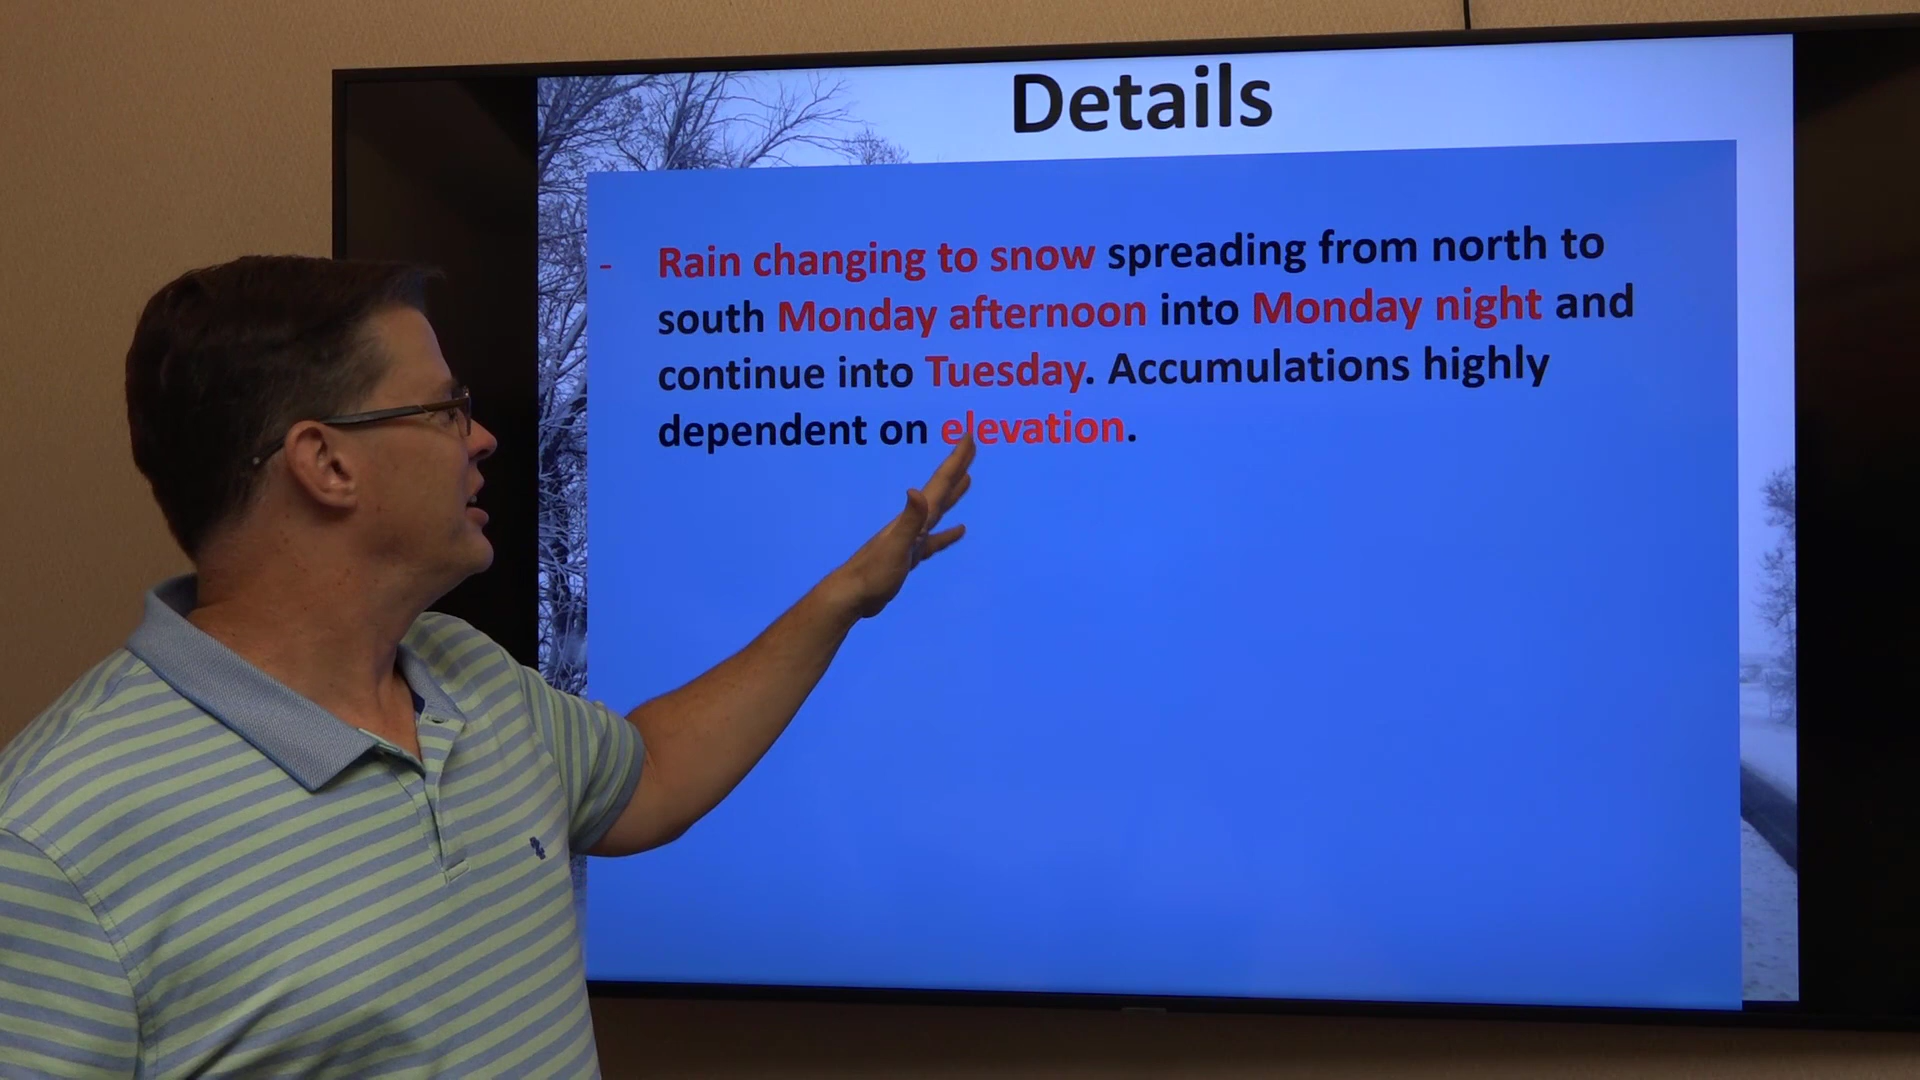 Details
- Rain changing to snow spreading from north to
south Monday afternoon into Monday night and
continue into Tuesday. Accumulations highly
dependent on elevation.